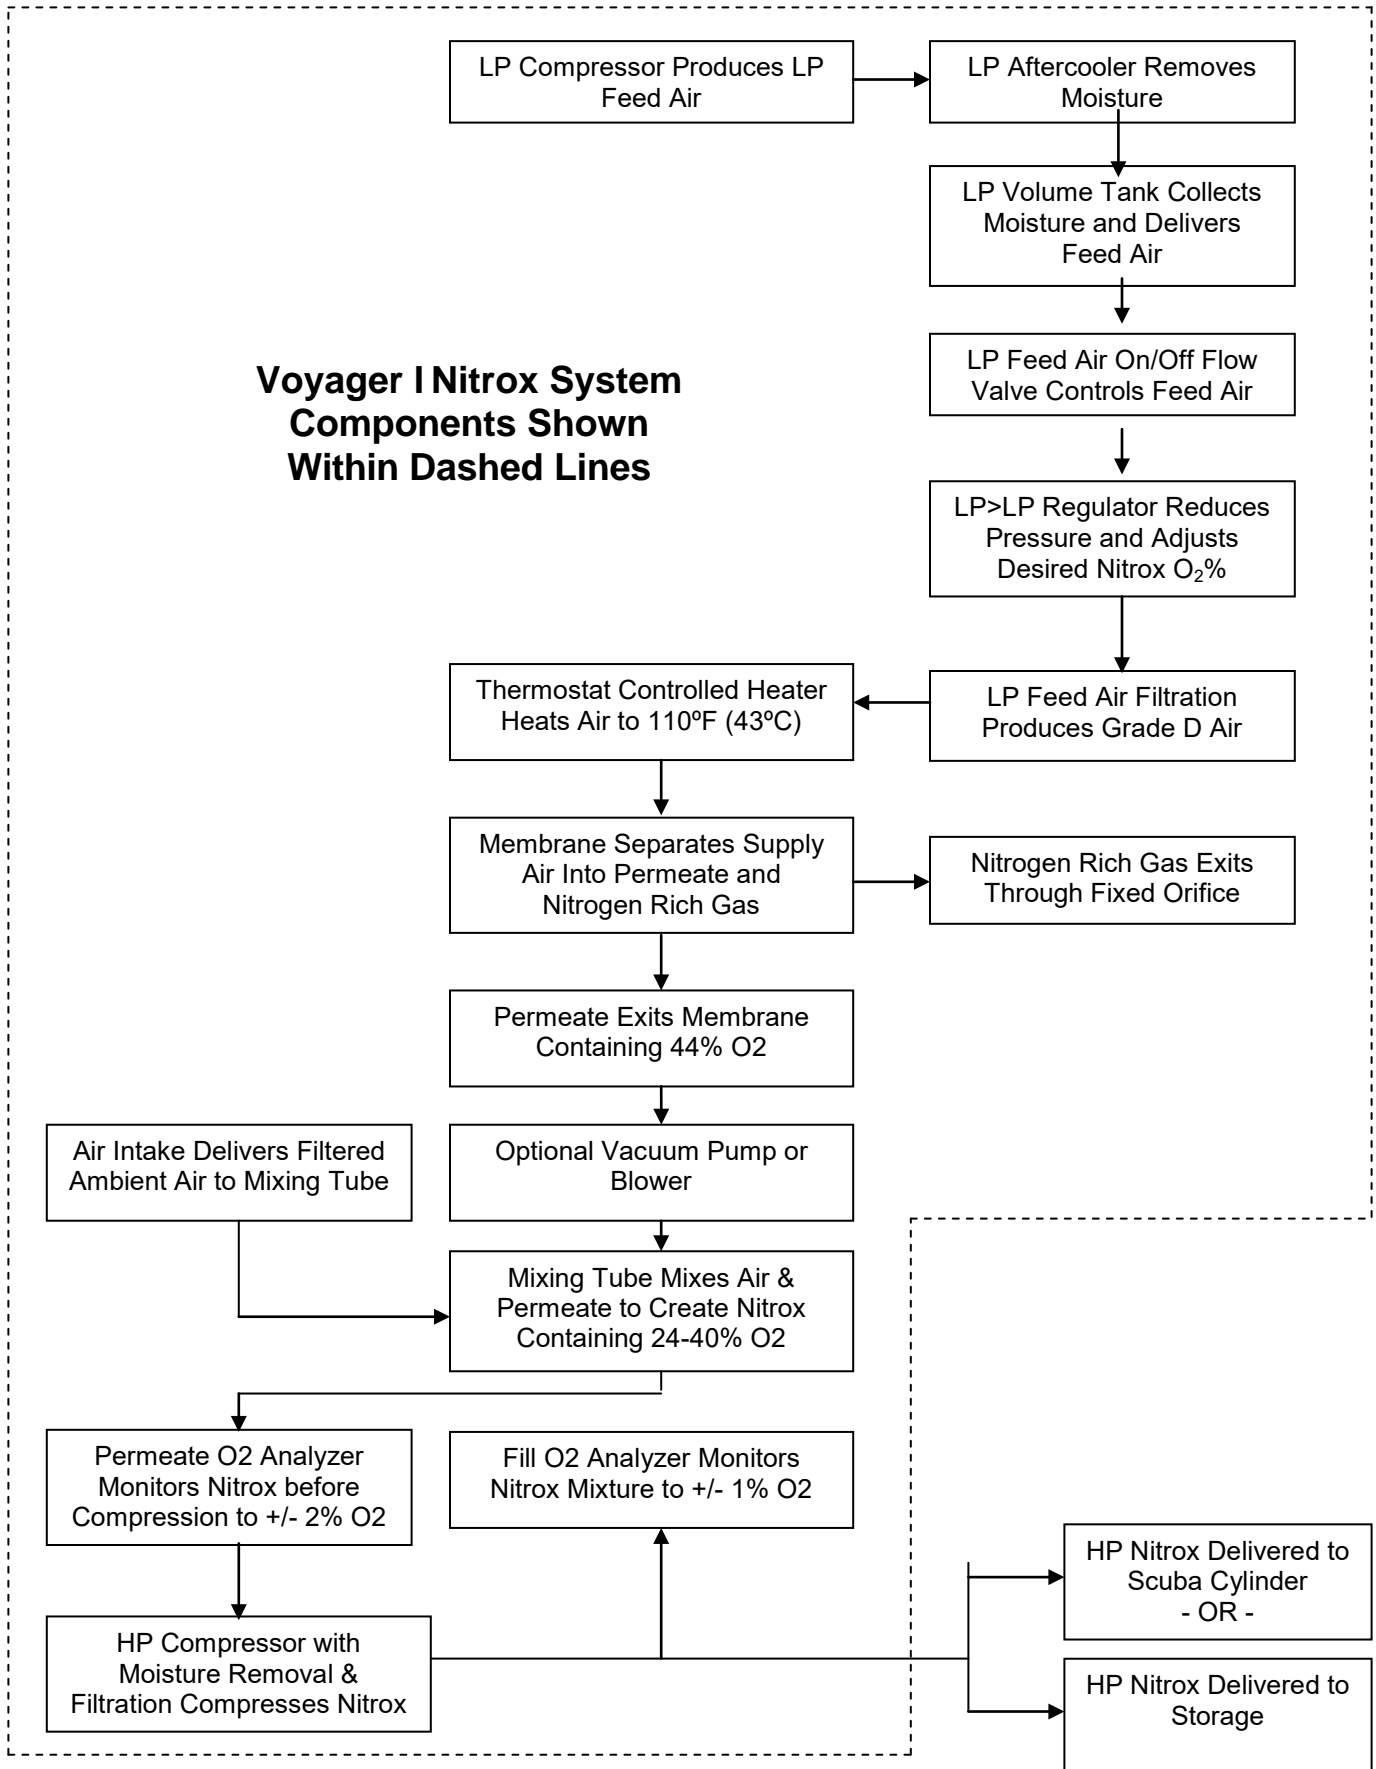 LP Compressor Produces LP
Feed Air
LP Aftercooler Removes
Moisture
LP Volume Tank Collects
Moisture and Delivers
Feed Air
LP Feed Air On/Off Flow
Valve Controls Feed Air
Voyager I Nitrox System
Components Shown
Within Dashed Lines
LP>LP Regulator Reduces
Pressure and Adjusts
Desired Nitrox O₂%
Thermostat Controlled Heater
Heats Air to 110ºF (43ºC)
LP Feed Air Filtration
Produces Grade D Air
Membrane Separates Supply
Air Into Permeate and
Nitrogen Rich Gas
Nitrogen Rich Gas Exits
Through Fixed Orifice
Permeate Exits Membrane
Containing 44% O2
Air Intake Delivers Filtered
Ambient Air to Mixing Tube
Optional Vacuum Pump or
Blower
Mixing Tube Mixes Air &
Permeate to Create Nitrox
Containing 24-40% O2
Permeate O2 Analyzer
Monitors Nitrox before
Compression to +/- 2% O2
Fill O2 Analyzer Monitors
Nitrox Mixture to +/- 1% O2
HP Compressor with
Moisture Removal &
Filtration Compresses Nitrox
HP Nitrox Delivered to
Scuba Cylinder
- OR -
HP Nitrox Delivered to
Storage